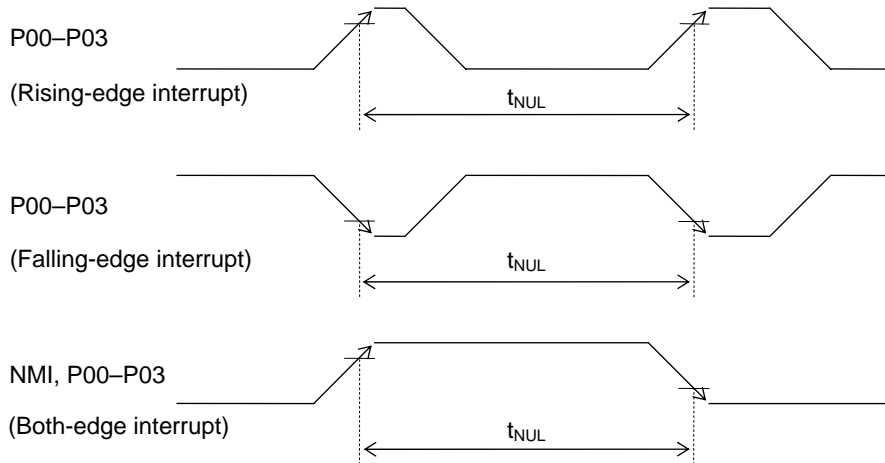 P00–P03
(Rising-edge interrupt)
tNUL
P00–P03
(Falling-edge interrupt)
tNUL
NMI, P00–P03
(Both-edge interrupt)
tNUL